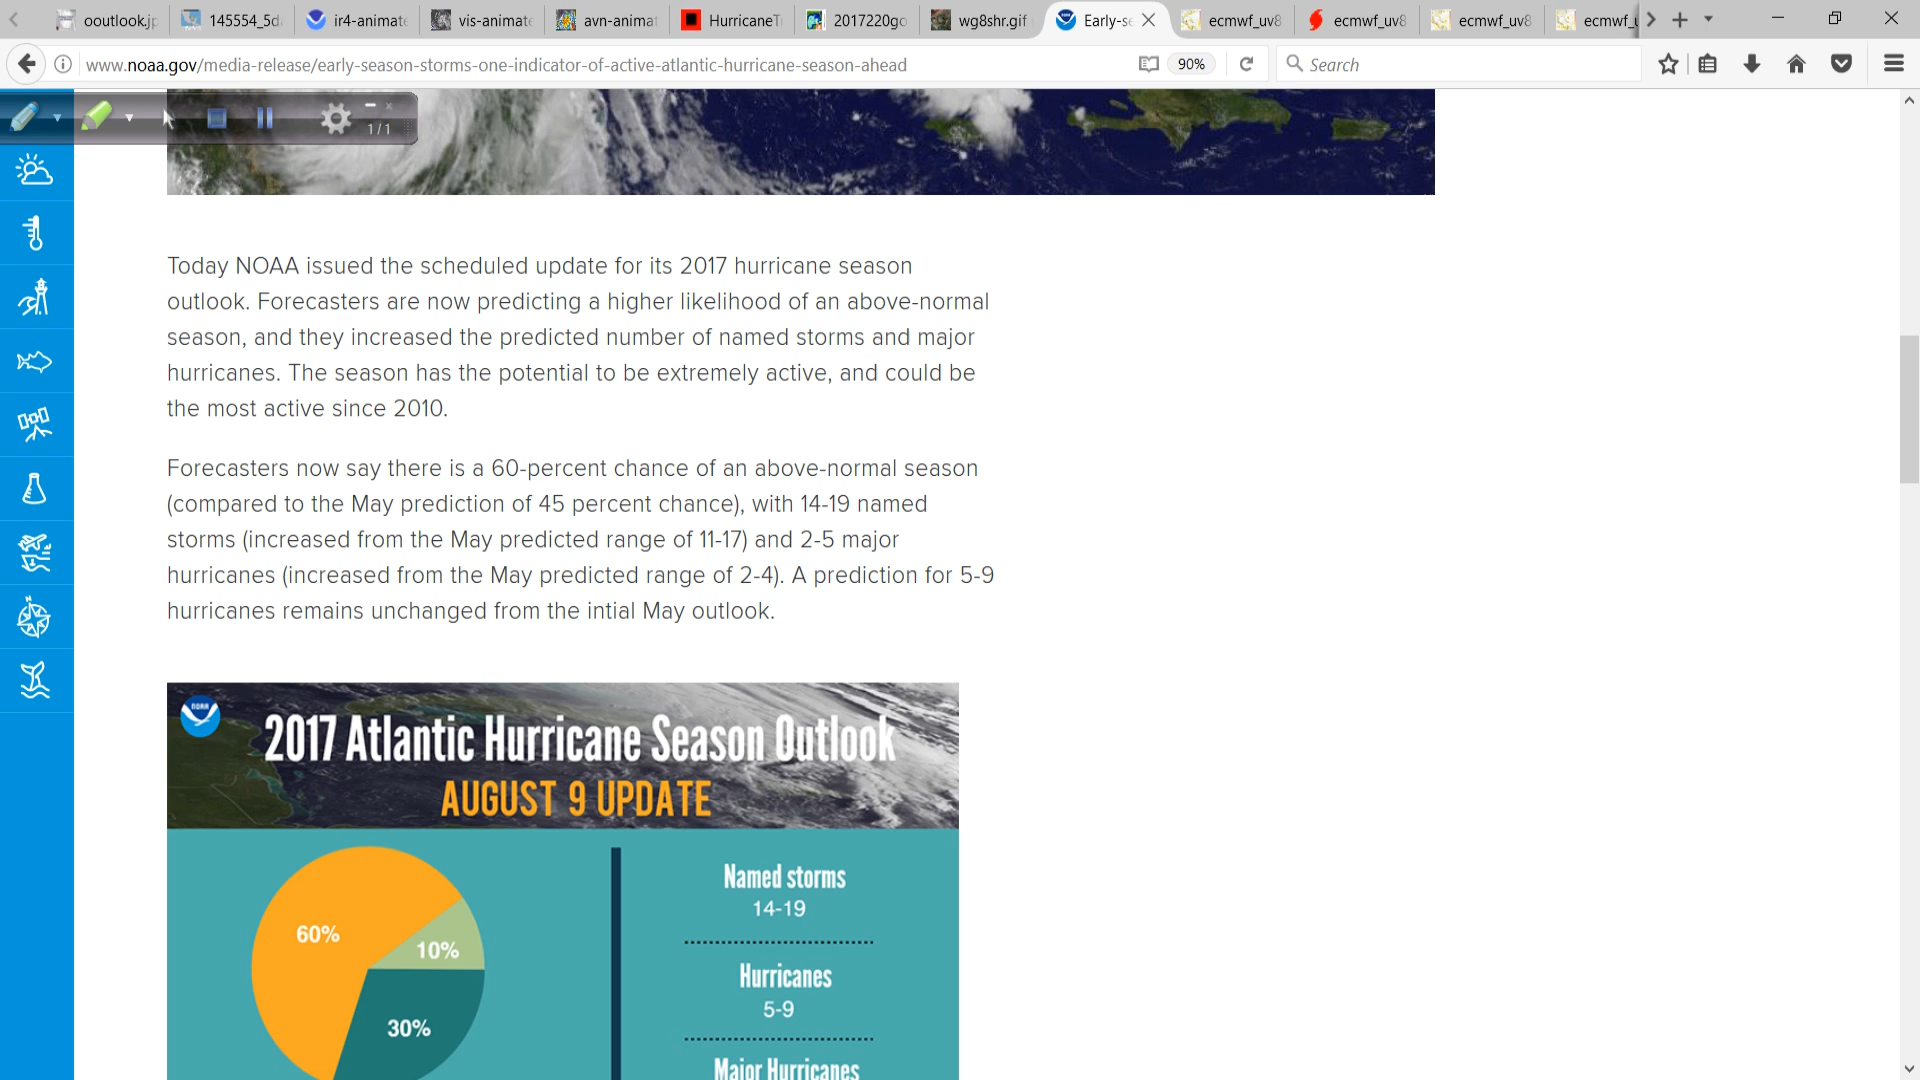 ooutlook.jp
145554_5d
ir4-animate
vis-animate
avn-animat
HurricaneT
2017220go
wg8shr.gif
Early-se
ecmwf_uv8
ecmwf_uv8
ecmwf_uv8
ecmwf_u
www.noaa.gov/media-release/early-season-storms-one-indicator-of-active-atlantic-hurricane-season-ahead
90%
Search
1/1
Today NOAA issued the scheduled update for its 2017 hurricane season
outlook. Forecasters are now predicting a higher likelihood of an above-normal
season, and they increased the predicted number of named storms and major
hurricanes. The season has the potential to be extremely active, and could be
the most active since 2010.
Forecasters now say there is a 60-percent chance of an above-normal season
(compared to the May prediction of 45 percent chance), with 14-19 named
storms (increased from the May predicted range of 11-17) and 2-5 major
hurricanes (increased from the May predicted range of 2-4). A prediction for 5-9
hurricanes remains unchanged from the intial May outlook.
NOAA
2017 Atlantic Hurricane Season Outlook
AUGUST 9 UPDATE
60%
10%
30%
Named storms
14-19
Hurricanes
5-9
Major Hurricanes